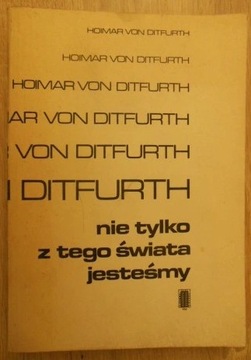 HOIMAR VON DITFURTH
HOIMAR VON DITFURTH
HOIMAR VON DITFURTH
AR VON DITFURTH
R VON DITFURTH
N DITFURTH
nie tylko
z tego świata
jesteśmy